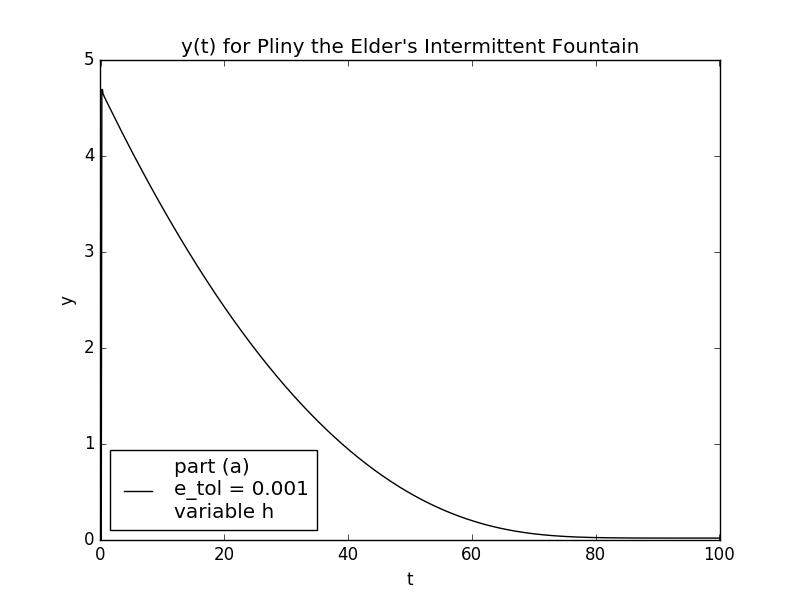 y(t) for Pliny the Elder's Intermittent Fountain
5
4
3
2
1
0
y
part (a)
e_tol = 0.001
variable h
0 20 40 60 80 100
t